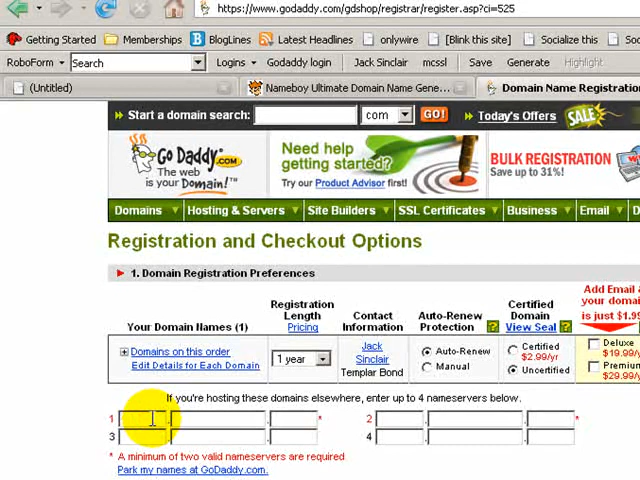 https://www.godaddy.com/gdshop/registrar/register.asp?ci=525
Getting Started Memberships BlogLines Latest Headlines onlywire [Blink this site] Socialize this Socialize
RoboForm Search Logins Godaddy login Jack Sinclair mcssl Save Generate Highlight
(Untitled) Nameboy Ultimate Domain Name Gene... Domain Name Registration
Start a domain search: com GO! Today's Offers SALE
Go Daddy.com
The web is your Domain!™
Need help getting started?
Try our Product Advisor first!
BULK REGISTRATION
Save up to 31%!
Domains Hosting & Servers Site Builders SSL Certificates Business Email D
Registration and Checkout Options
1. Domain Registration Preferences
Your Domain Names (1) Registration Length Pricing Contact Information Auto-Renew Protection ? Certified Domain View Seal ? Add Email & your domain is just $1.99
Domains on this order
Edit Details for Each Domain
1 year
Jack Sinclair
Templar Bond
Auto-Renew
Manual
Certified
$2.99/yr
Uncertified
Deluxe
$19.99/y
Premium
$29.99/y
If you're hosting these domains elsewhere, enter up to 4 nameservers below.
1 . . * 2 . . *
3 . . 4 . .
* A minimum of two valid nameservers are required
Park my names at GoDaddy.com.